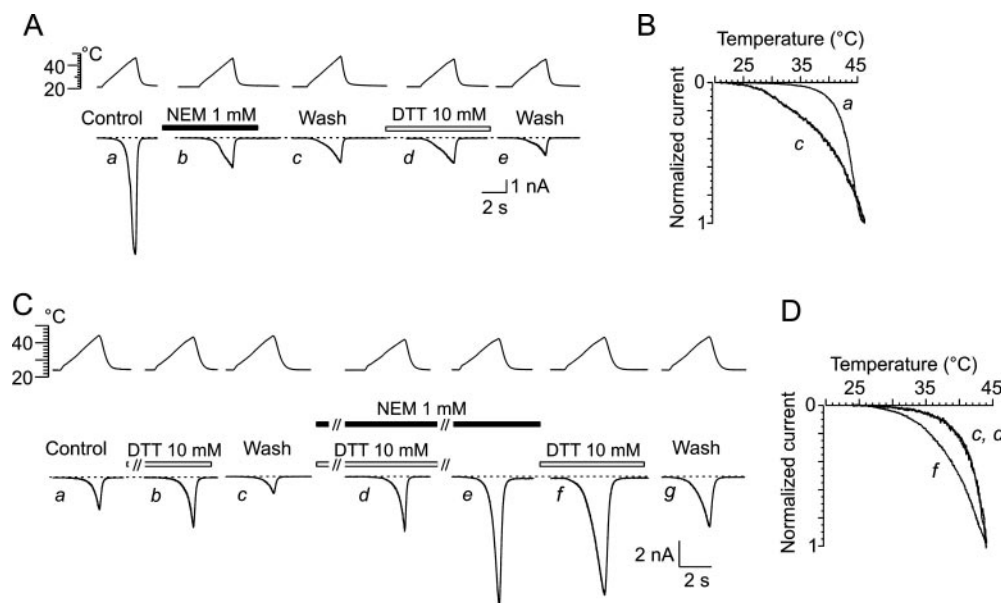 A
°C
40
20
Control
NEM 1 mM
Wash
DTT 10 mM
Wash
a
b
c
d
e
1 nA
2 s
B
Temperature (°C)
25
35
45
0
a
c
Normalized current
1
C
°C
40
20
NEM 1 mM
Control
DTT 10 mM
Wash
DTT 10 mM
DTT 10 mM
Wash
a
b
c
d
e
f
g
2 nA
2 s
D
Temperature (°C)
25
35
45
0
c, d
f
Normalized current
1